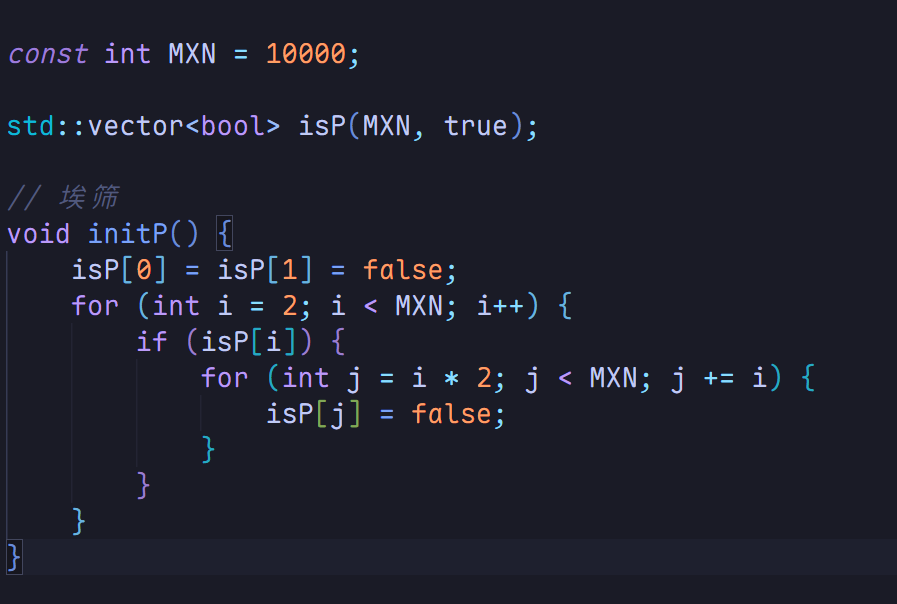 const int MXN = 10000;
std::vector<bool> isP(MXN, true);
// 埃筛
void initP() {
    isP[0] = isP[1] = false;
    for (int i = 2; i < MXN; i++) {
        if (isP[i]) {
            for (int j = i * 2; j < MXN; j += i) {
                isP[j] = false;
            }
        }
    }
}